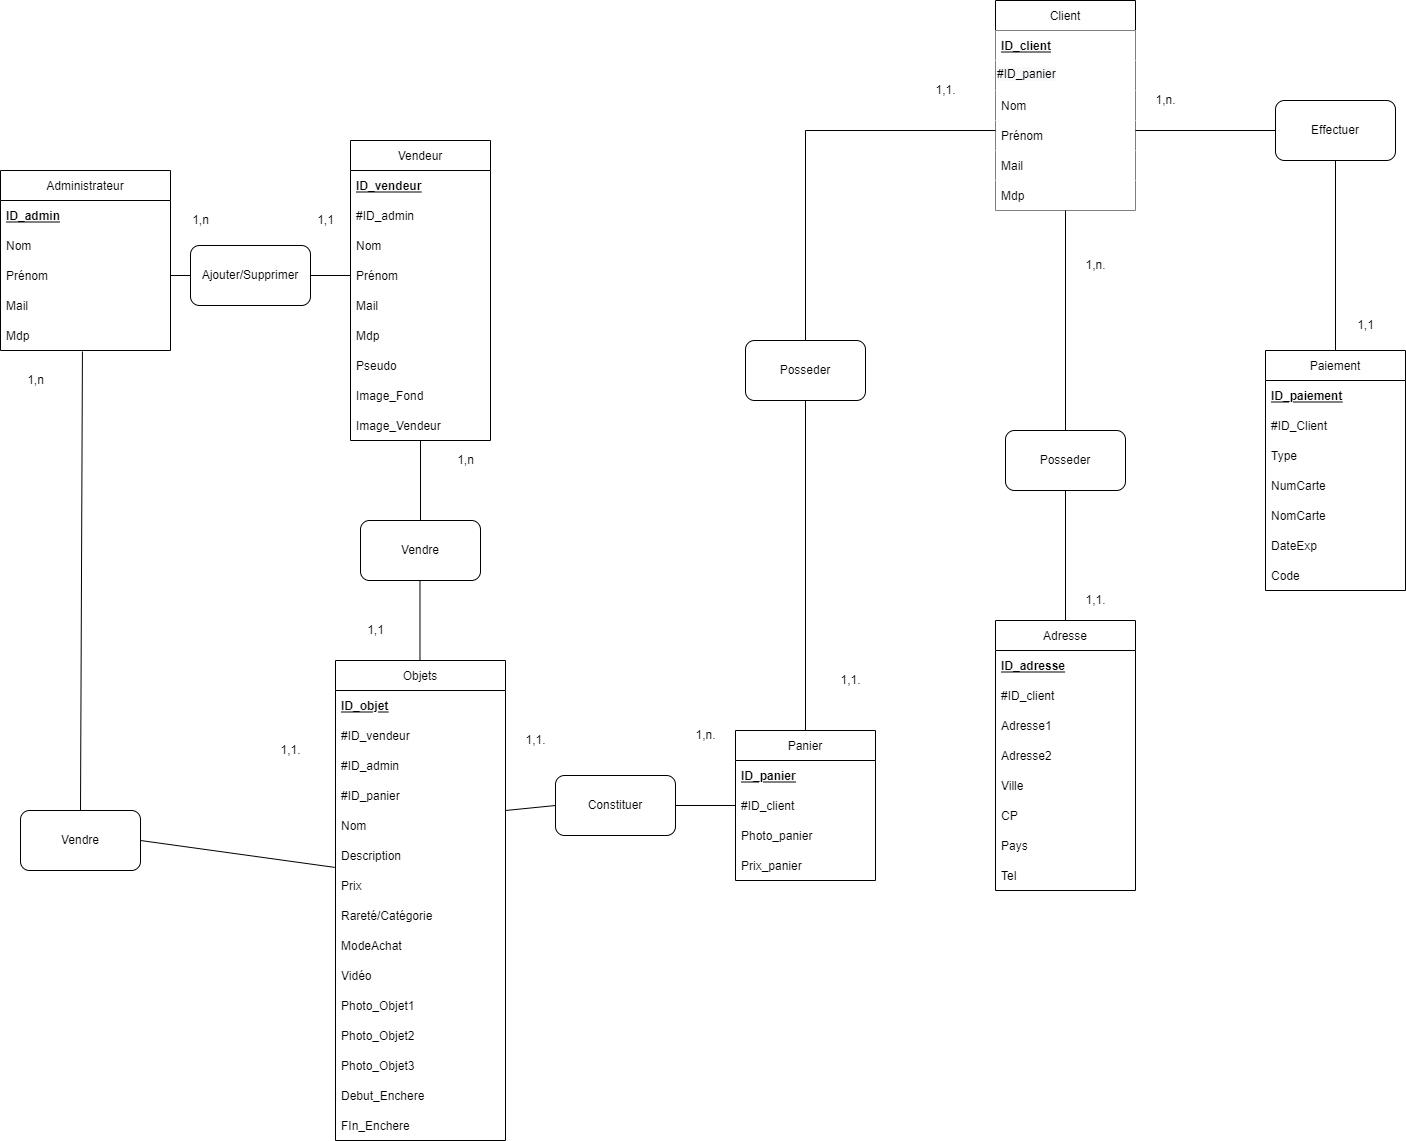 Client
ID_client
#ID_panier
Nom
Prénom
Mail
Mdp
1,1.
1,n.
Effectuer
Vendeur
ID_vendeur
#ID_admin
Nom
Prénom
Mail
Mdp
Pseudo
Image_Fond
Image_Vendeur
Administrateur
ID_admin
Nom
Prénom
Mail
Mdp
1,n
1,1
Ajouter/Supprimer
1,n.
1,1
1,n
Posseder
Paiement
ID_paiement
#ID_Client
Type
NumCarte
NomCarte
DateExp
Code
1,n
Posseder
Vendre
1,1
1,1.
Adresse
ID_adresse
#ID_client
Adresse1
Adresse2
Ville
CP
Pays
Tel
Objets
ID_objet
#ID_vendeur
#ID_admin
#ID_panier
Nom
Description
Prix
Rareté/Catégorie
ModeAchat
Vidéo
Photo_Objet1
Photo_Objet2
Photo_Objet3
Debut_Enchere
FIn_Enchere
1,1.
1,1.
1,n.
1,1.
Panier
ID_panier
#ID_client
Photo_panier
Prix_panier
Constituer
Vendre